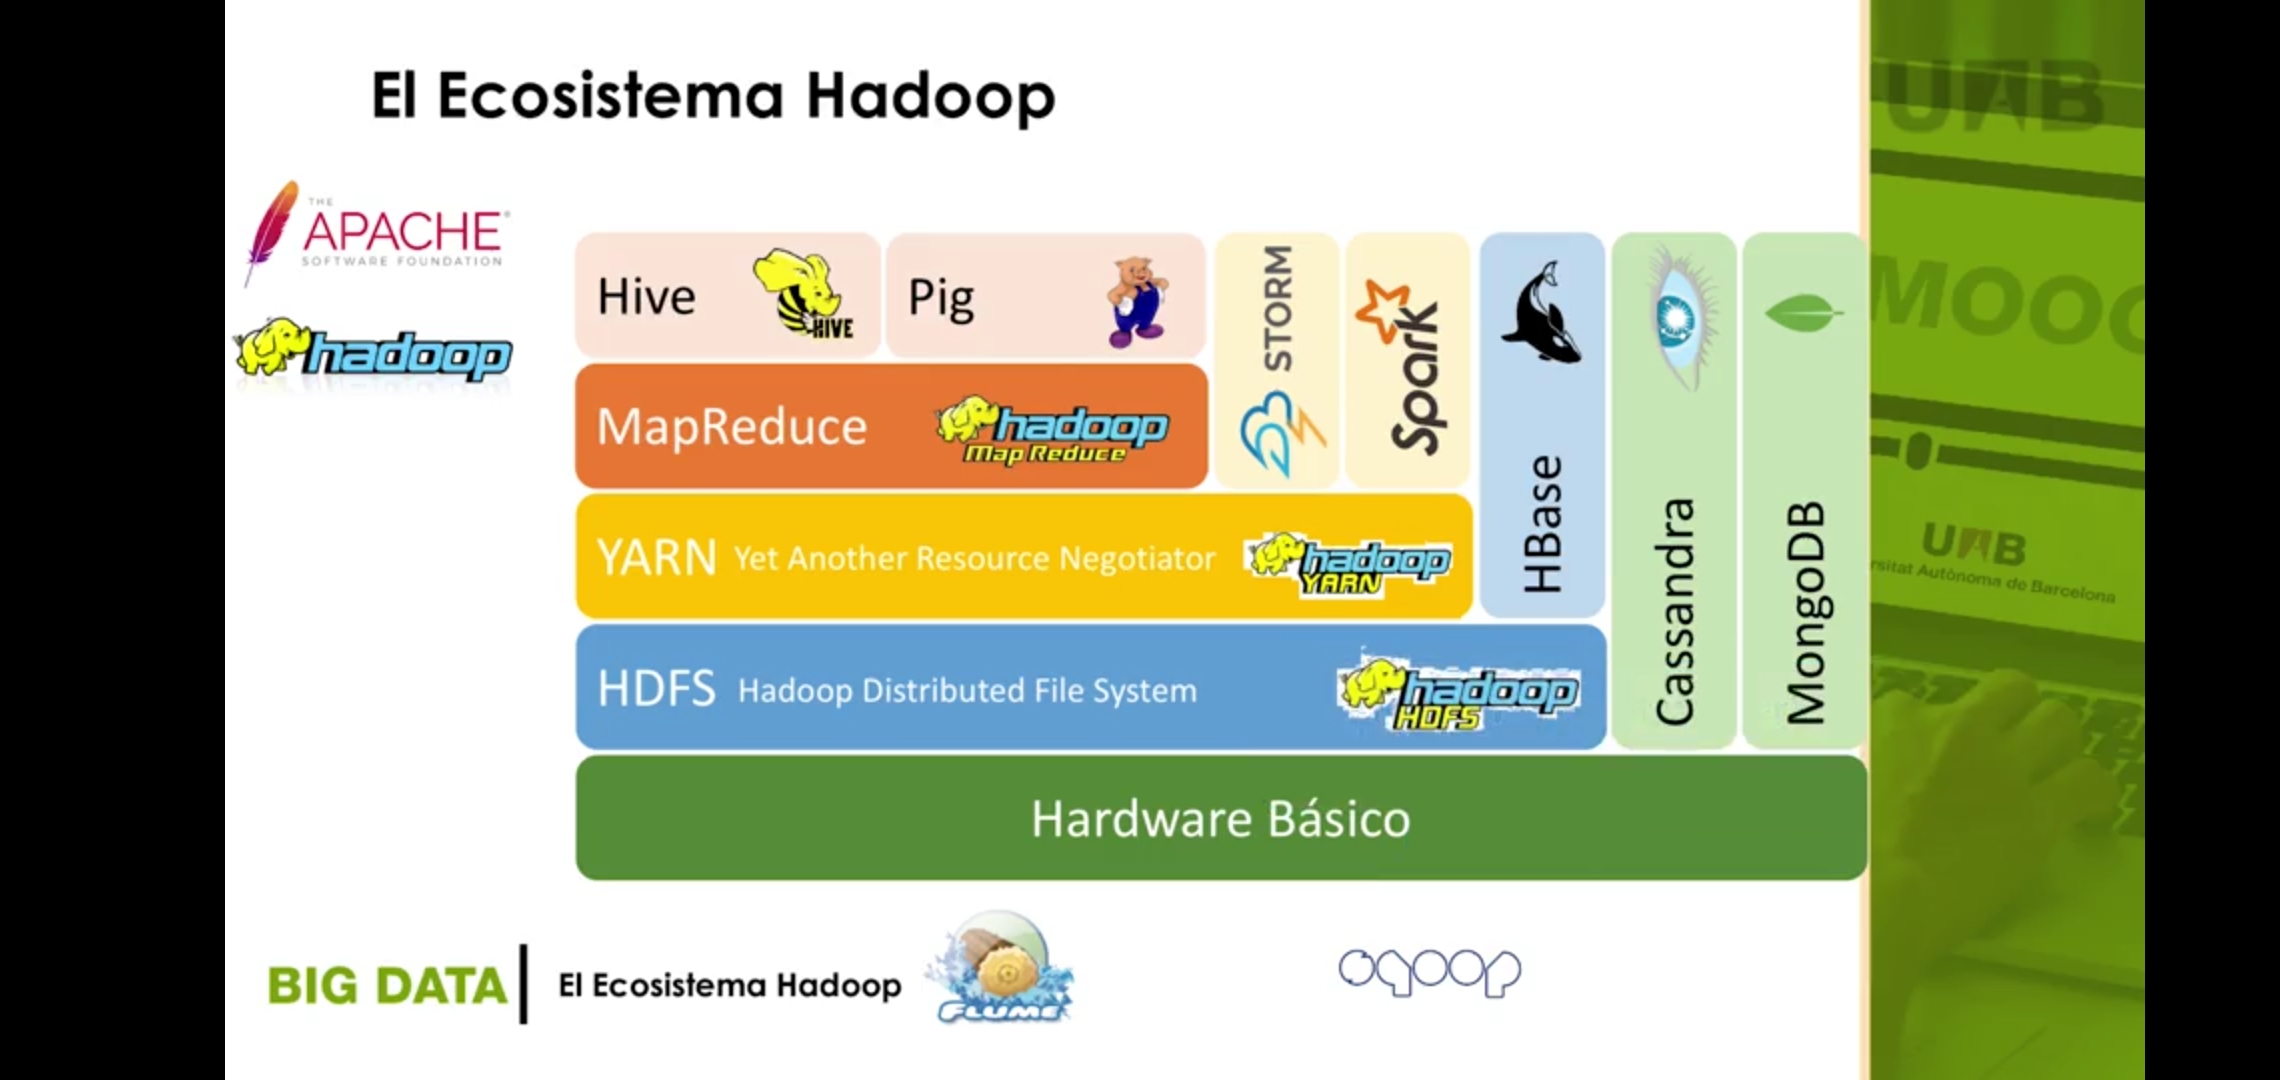 El Ecosistema Hadoop
THE
APACHE
SOFTWARE FOUNDATION
hadoop
Hive
HIVE
Pig
STORM
Spark
HBase
Cassandra
MongoDB
MapReduce
hadoop
Map Reduce
YARN Yet Another Resource Negotiator
hadoop
YARN
HDFS Hadoop Distributed File System
hadoop
HDFS
Hardware Básico
BIG DATA
El Ecosistema Hadoop
FLUME
sqoop
UAB
MOOC
UAB
rsitat Autònoma de Barcelona